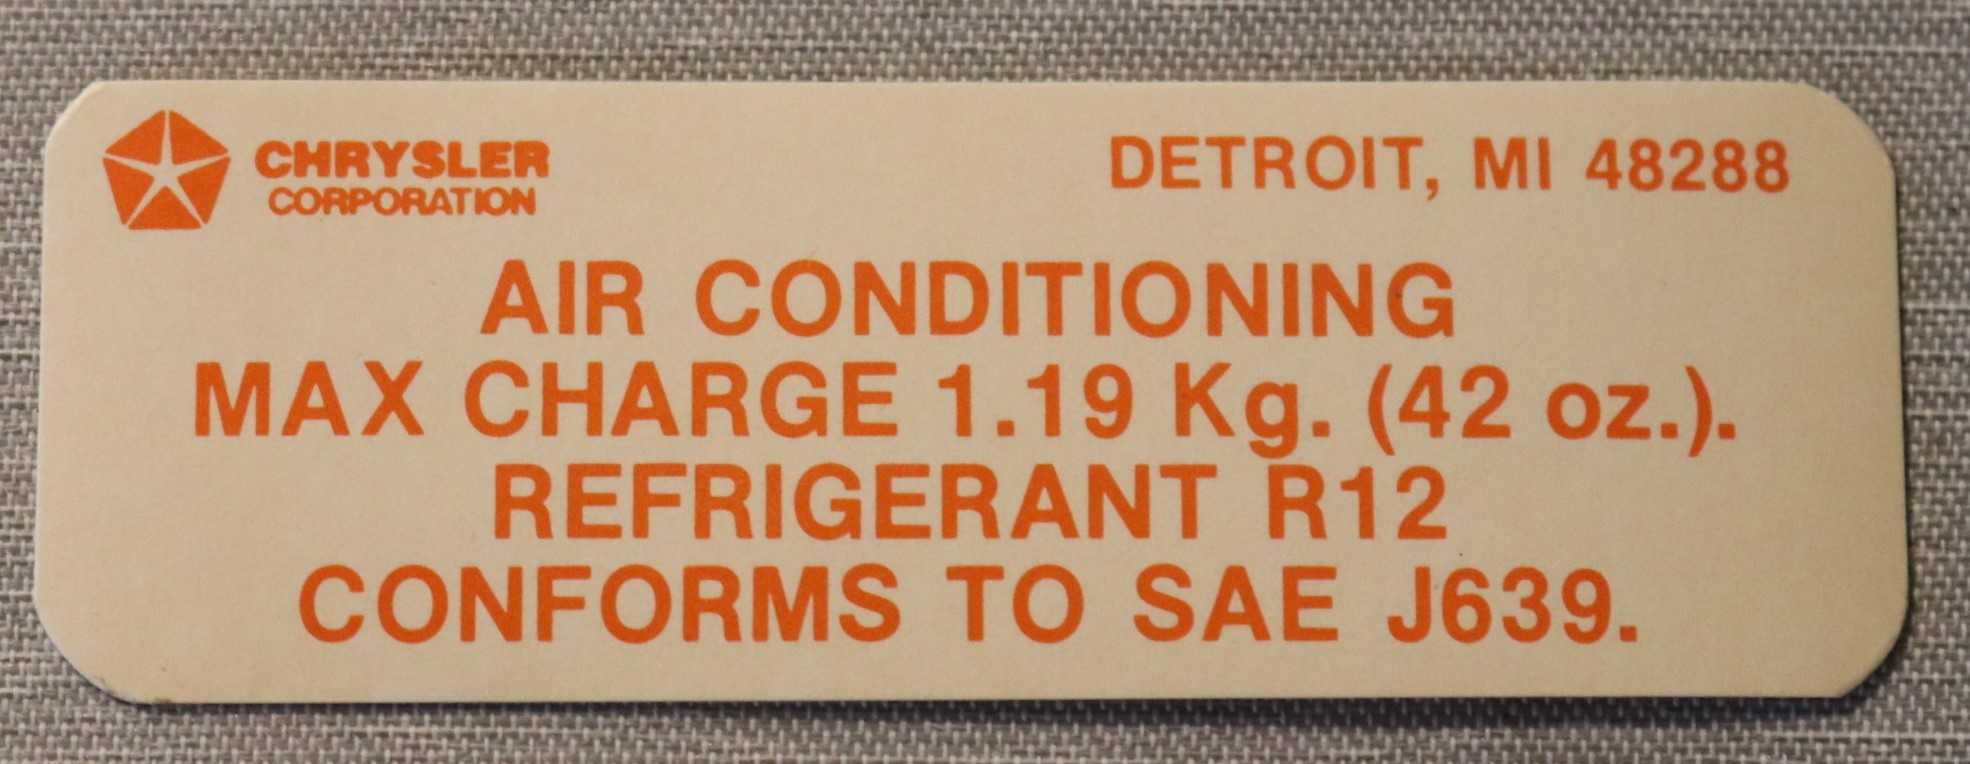 CHRYSLER
CORPORATION
DETROIT, MI 48288
AIR CONDITIONING
MAX CHARGE 1.19 Kg. (42 oz.).
REFRIGERANT R12
CONFORMS TO SAE J639.